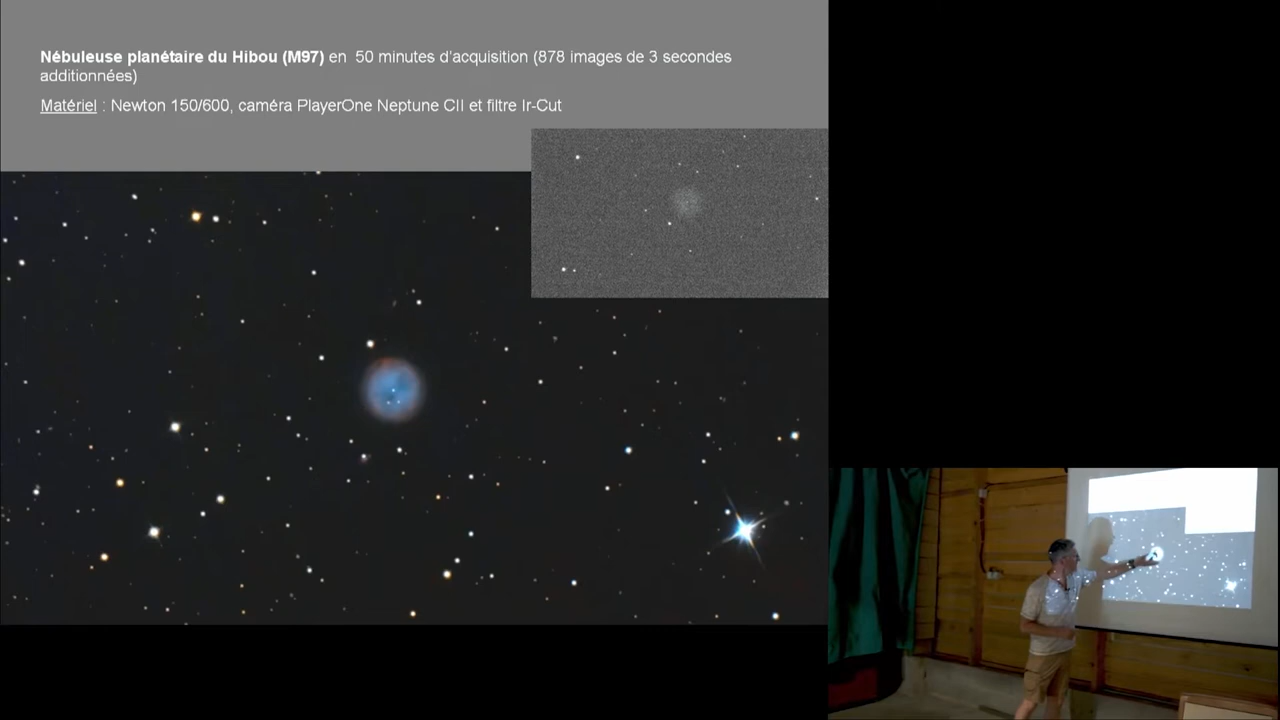 Nébuleuse planétaire du Hibou (M97) en  50 minutes d'acquisition (878 images de 3 secondes
additionnées)
Matériel : Newton 150/600, caméra PlayerOne Neptune CII et filtre Ir-Cut